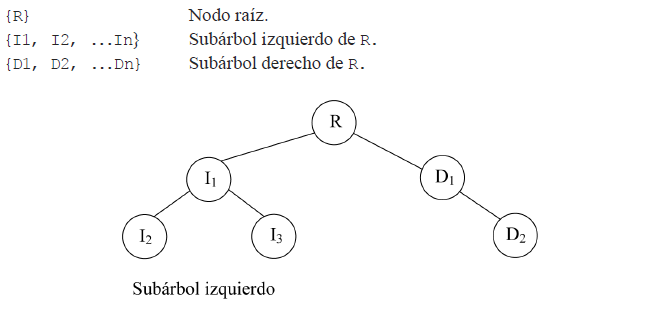 {R} Nodo raíz.
{I1, I2, ...In} Subárbol izquierdo de R.
{D1, D2, ...Dn} Subárbol derecho de R.
R
I₁ D₁
I₂ I₃ D₂
Subárbol izquierdo